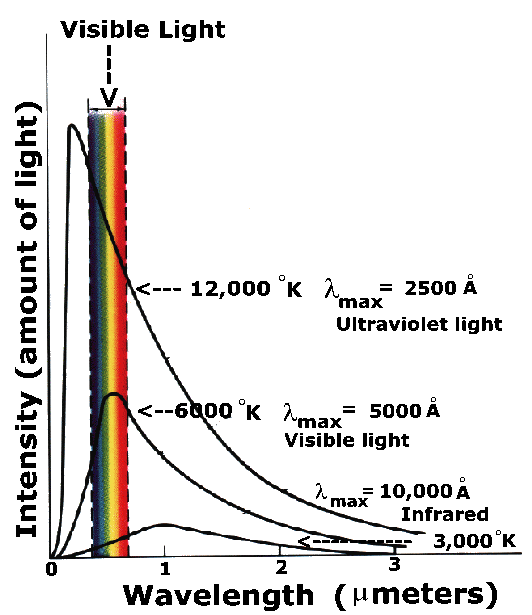 Visible Light
Intensity (amount of light)
<--- 12,000 °K λmax = 2500 Å
Ultraviolet light
<--6000 °K λmax = 5000 Å
Visible light
λmax = 10,000 Å
Infrared
<---------- 3,000 °K
0 1 2 3
Wavelength (μmeters)